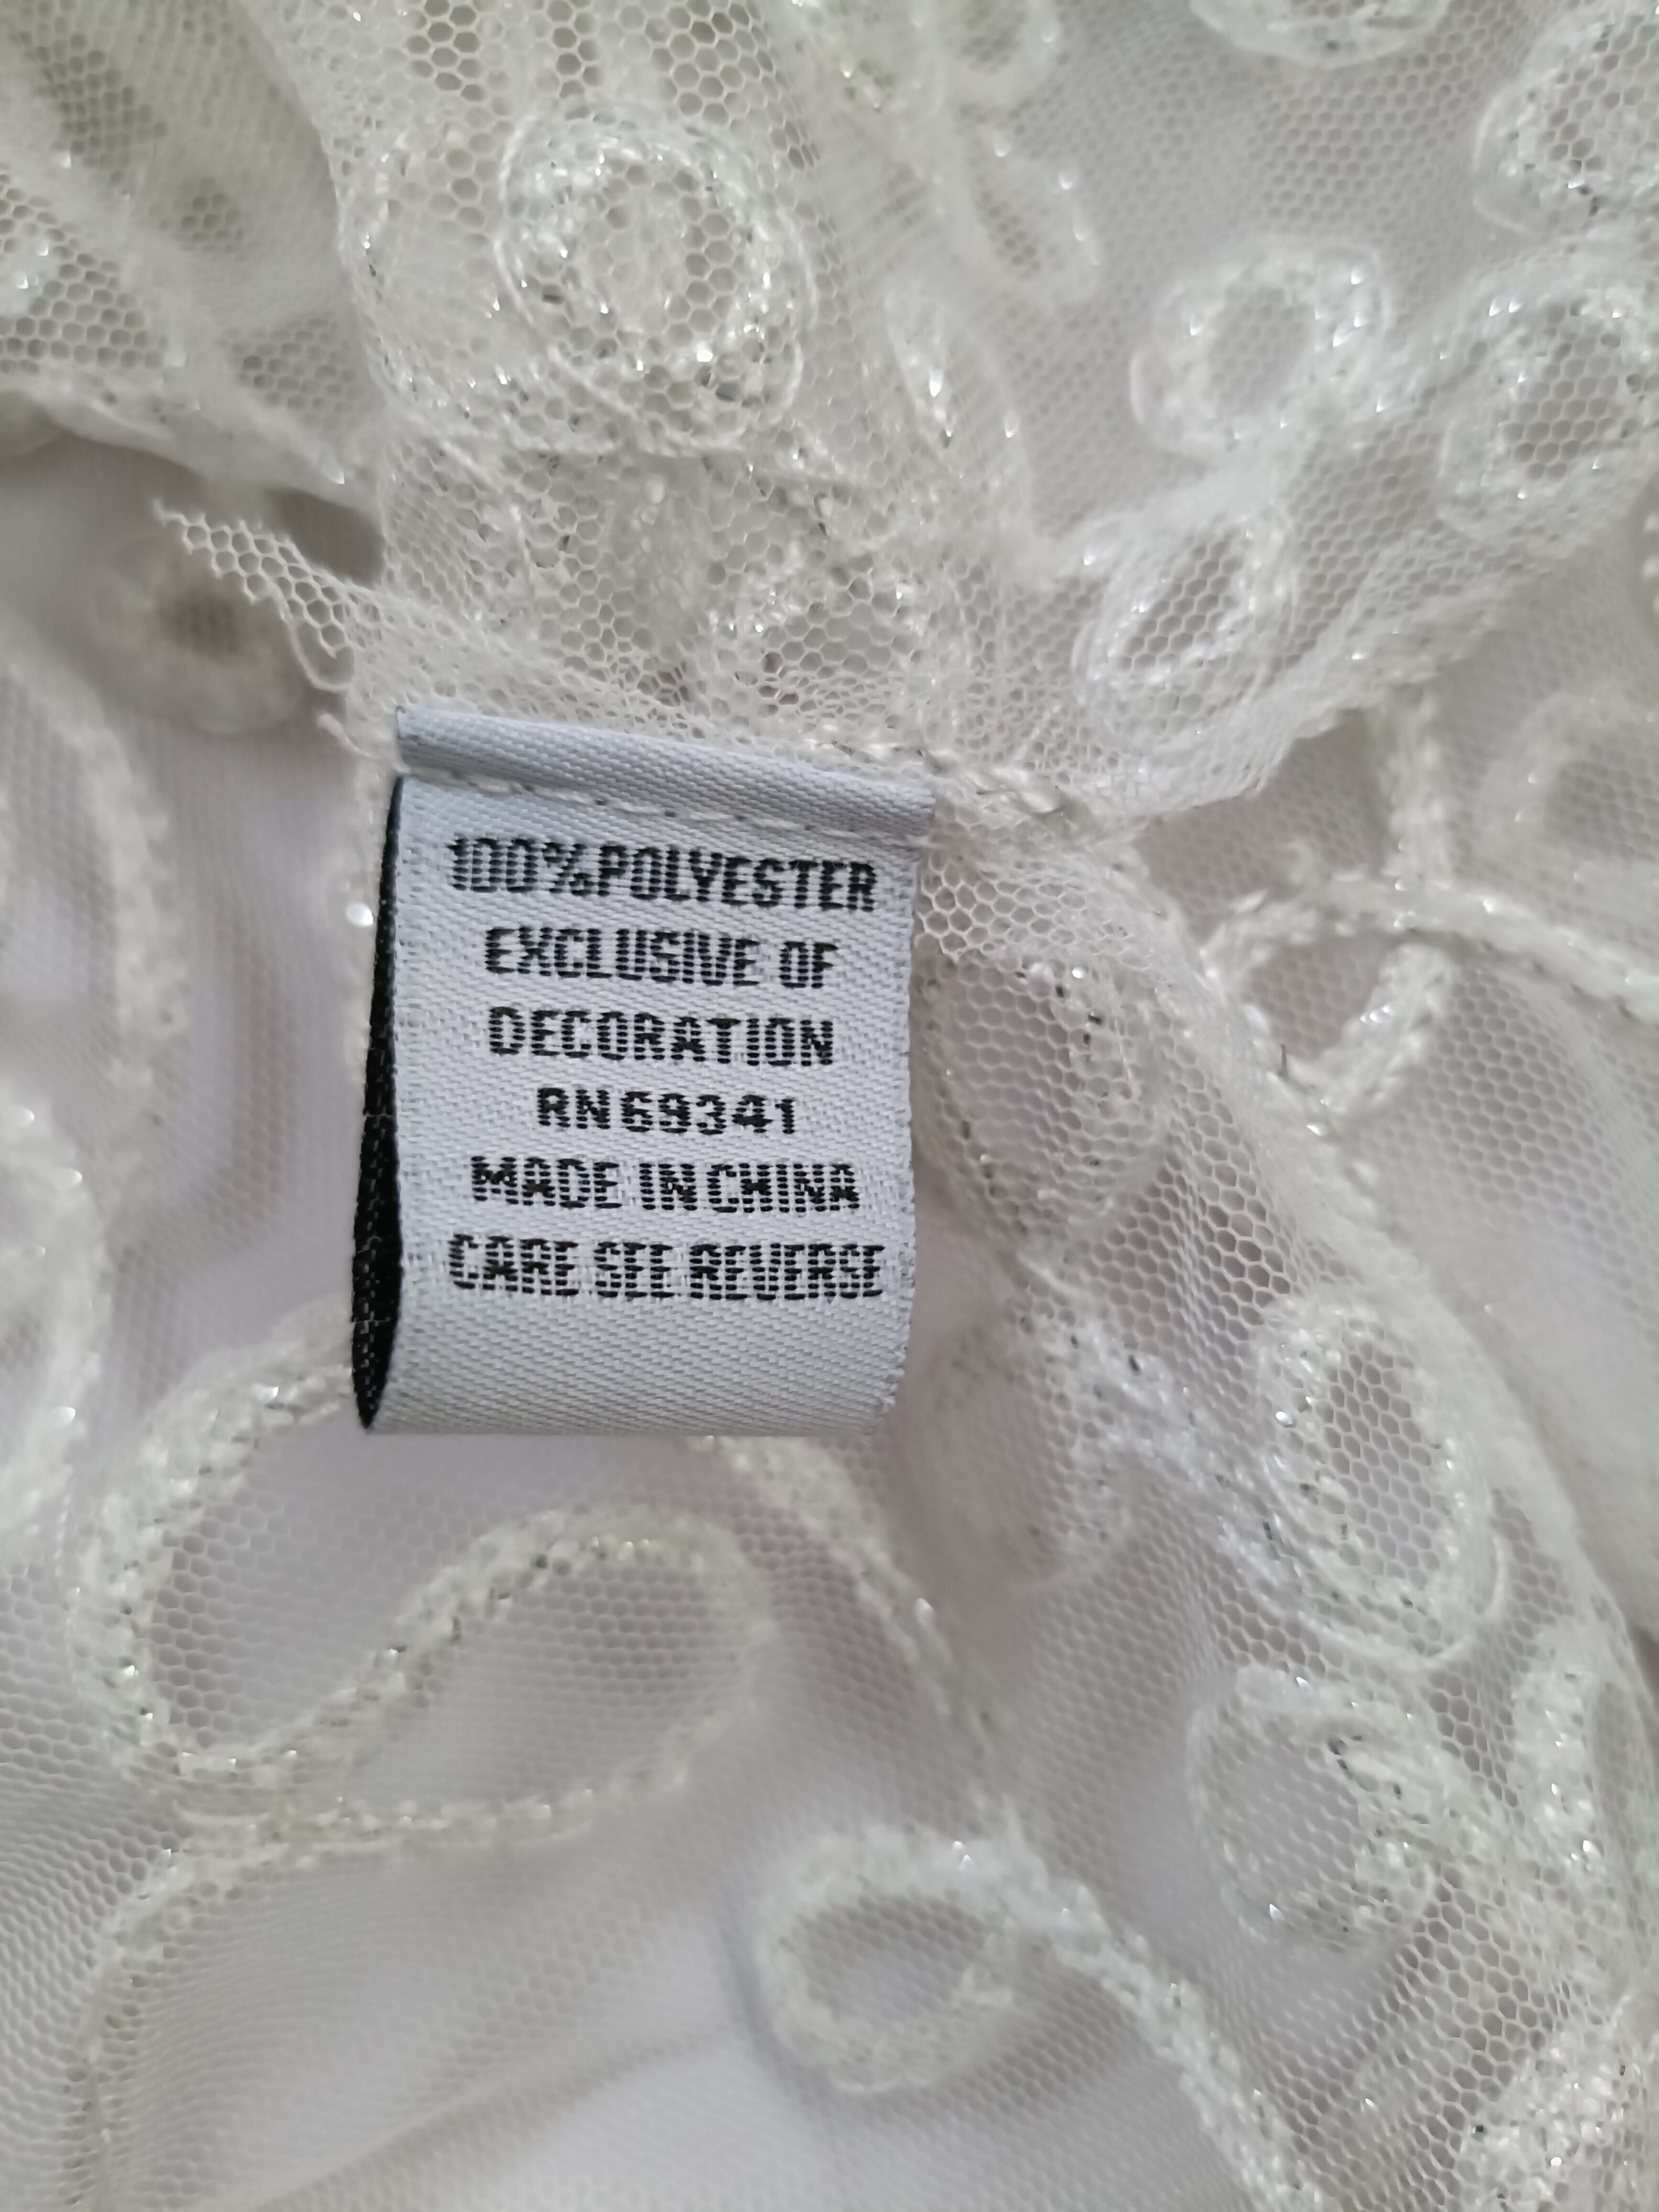 100%POLYESTER
EXCLUSIVE OF
DECORATION
RN69341
MADE IN CHINA
CARE SEE REVERSE